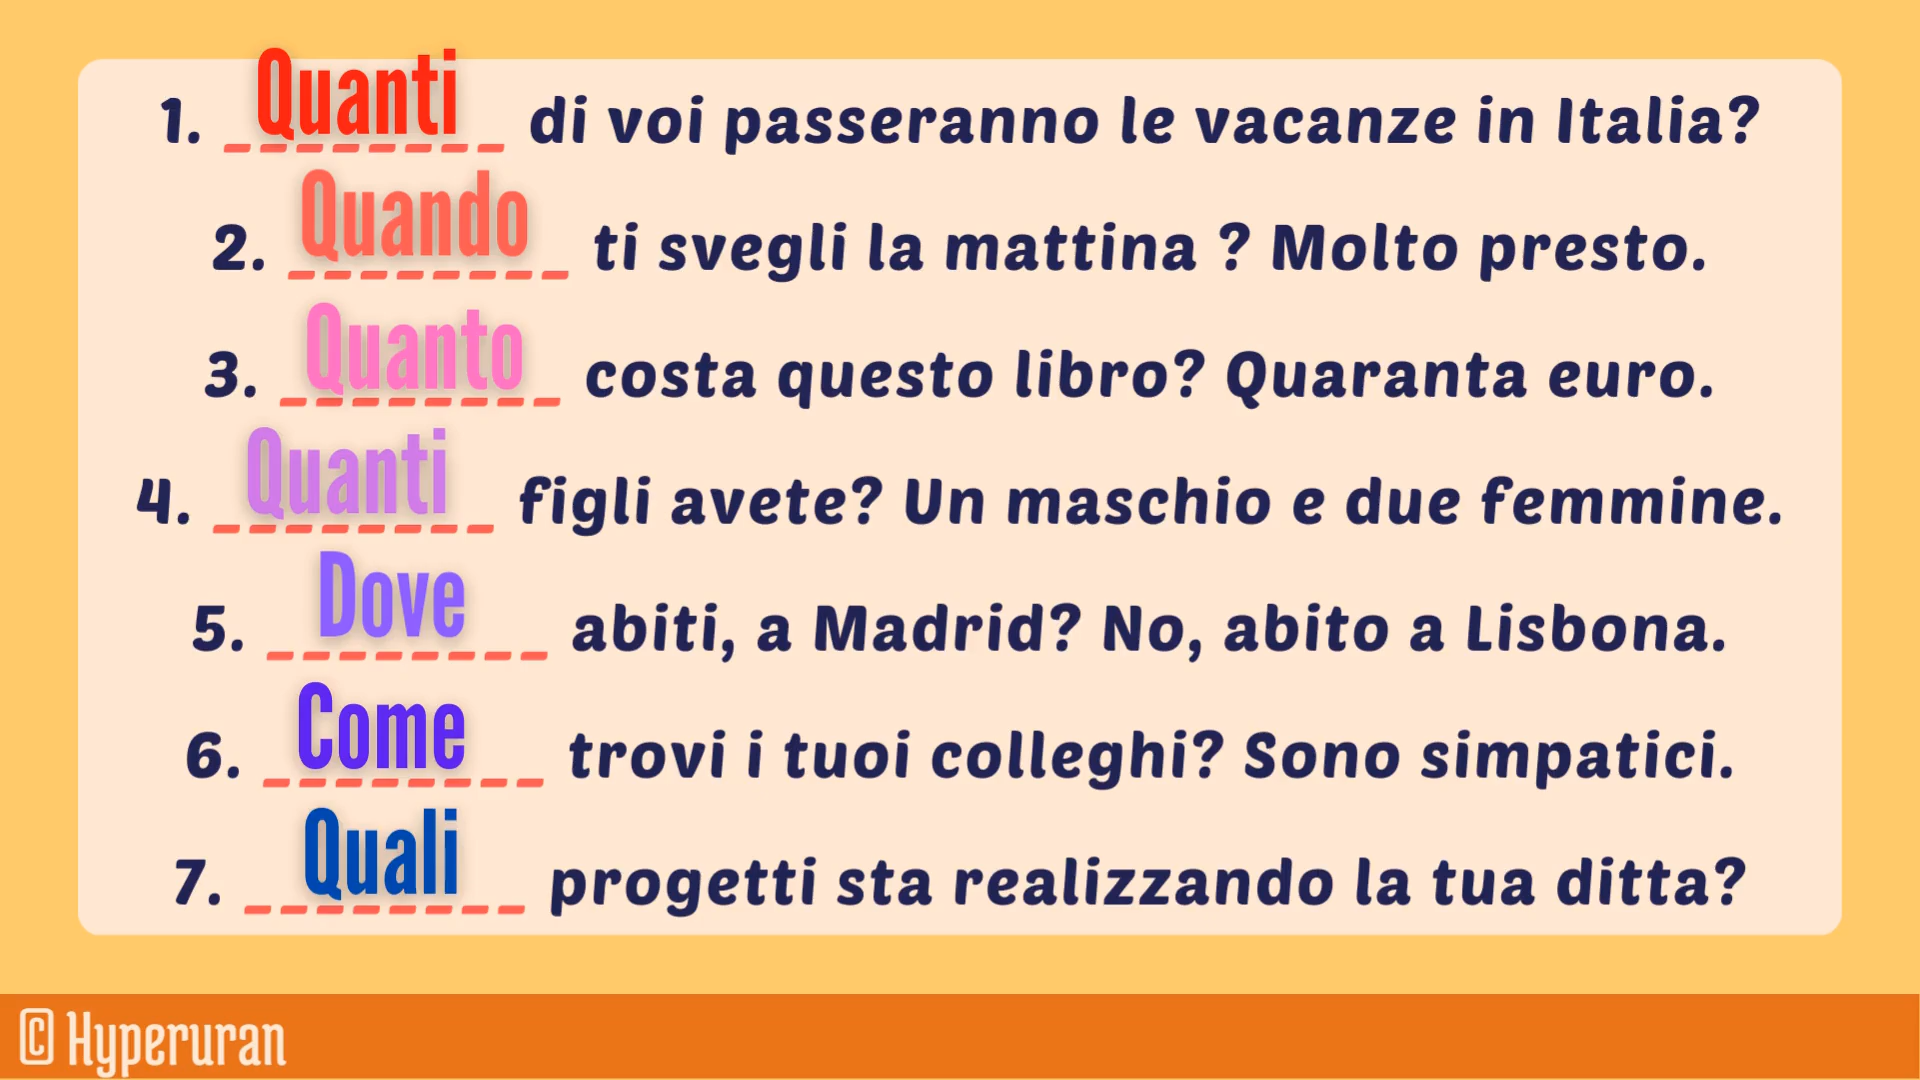 1. Quanti di voi passeranno le vacanze in Italia?
2. Quando ti svegli la mattina ? Molto presto.
3. Quanto costa questo libro? Quaranta euro.
4. Quanti figli avete? Un maschio e due femmine.
5. Dove abiti, a Madrid? No, abito a Lisbona.
6. Come trovi i tuoi colleghi? Sono simpatici.
7. Quali progetti sta realizzando la tua ditta?
© Hyperuran